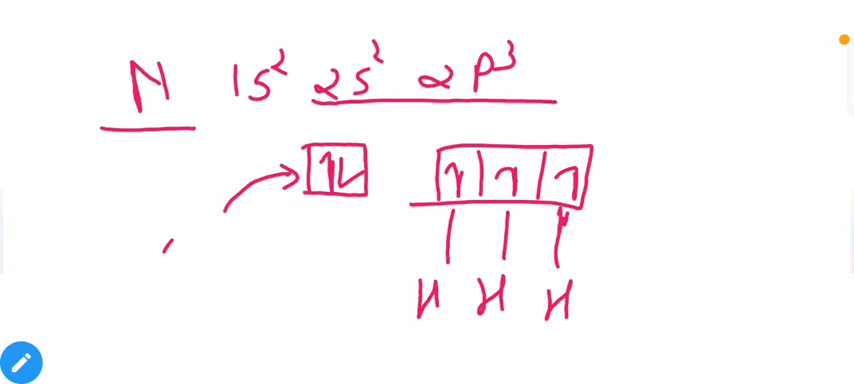 N 1s² 2s² 2p³
↑↓ ↑ ↑ ↑
H H H